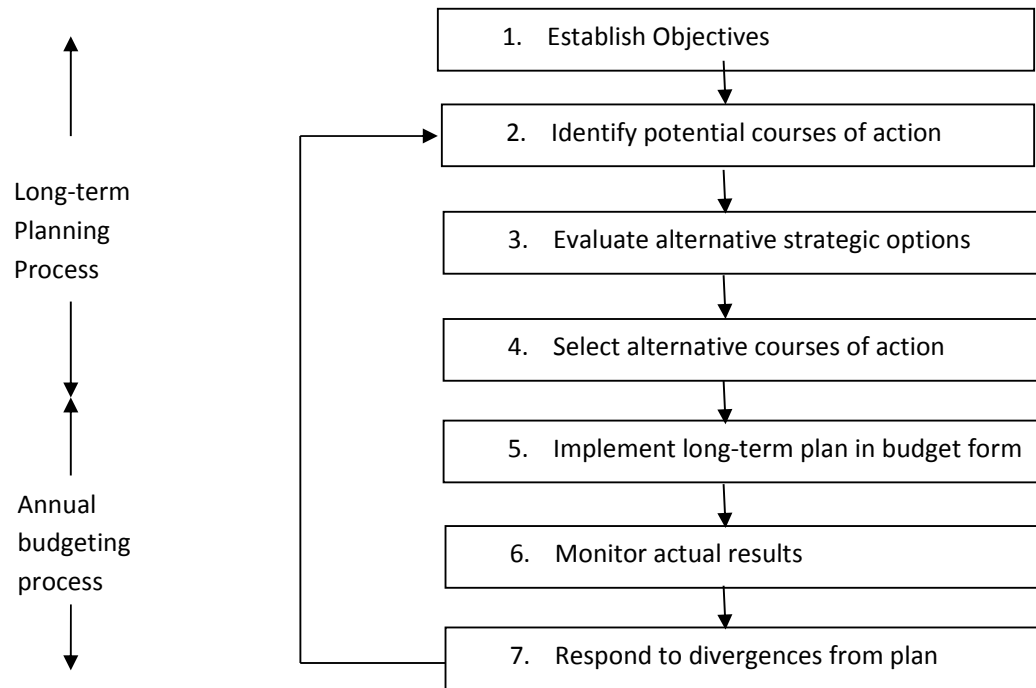 1. Establish Objectives
2. Identify potential courses of action
Long-term
Planning
Process
3. Evaluate alternative strategic options
4. Select alternative courses of action
5. Implement long-term plan in budget form
Annual
budgeting
process
6. Monitor actual results
7. Respond to divergences from plan